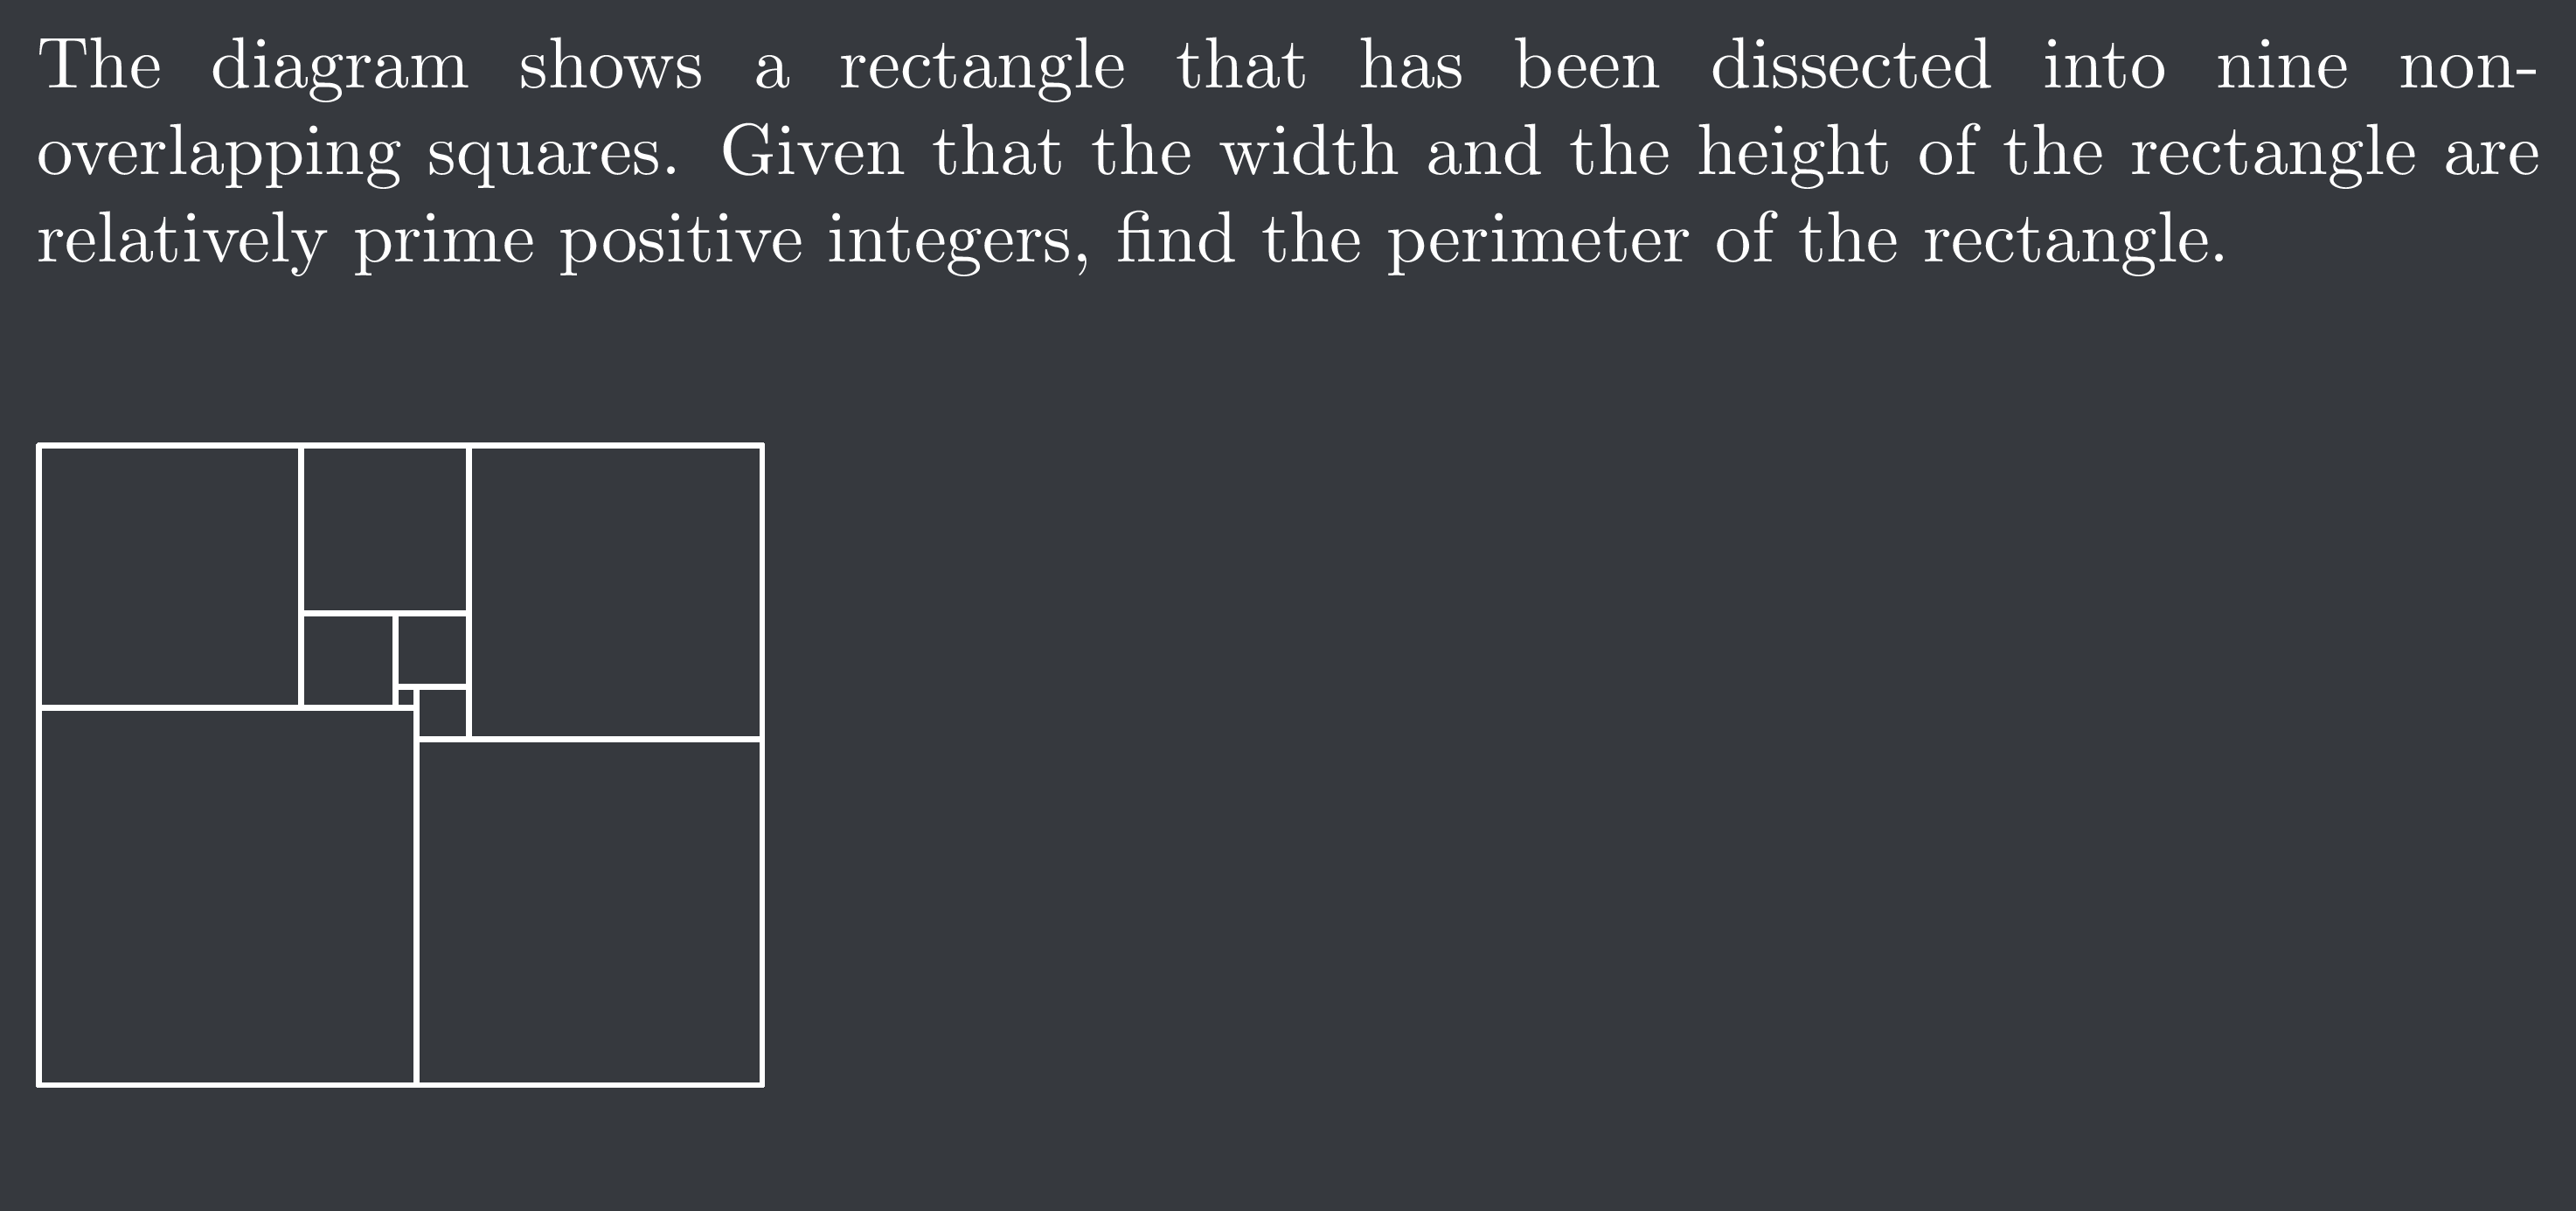 The diagram shows a rectangle that has been dissected into nine non-
overlapping squares. Given that the width and the height of the rectangle are
relatively prime positive integers, find the perimeter of the rectangle.